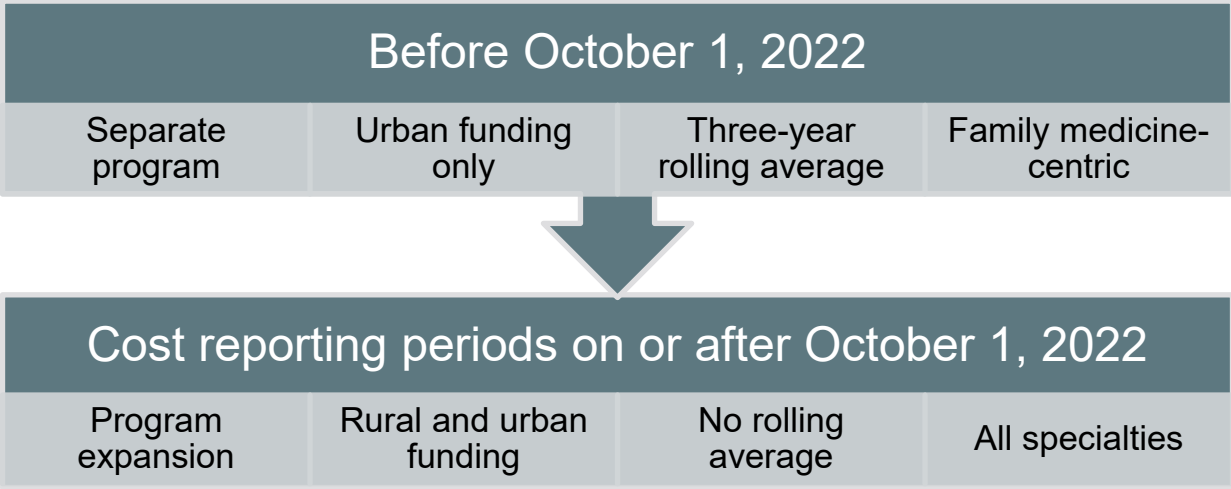 Before October 1, 2022
Separate
program
Urban funding
only
Three-year
rolling average
Family medicine-
centric
Cost reporting periods on or after October 1, 2022
Program
expansion
Rural and urban
funding
No rolling
average
All specialties